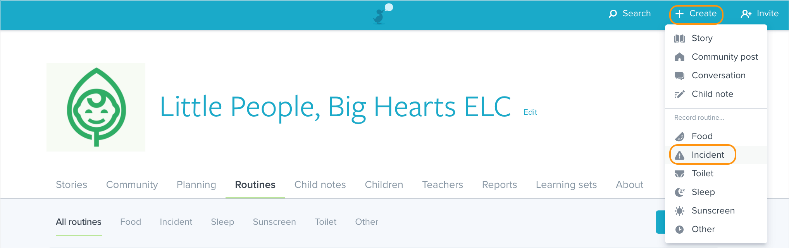 Search
Create
Invite
Story
Community post
Conversation
Child note
Record routine...
Food
Incident
Toilet
Sleep
Sunscreen
Other
Little People, Big Hearts ELC Edit
Stories Community Planning Routines Child notes Children Teachers Reports Learning sets About
All routines Food Incident Sleep Sunscreen Toilet Other